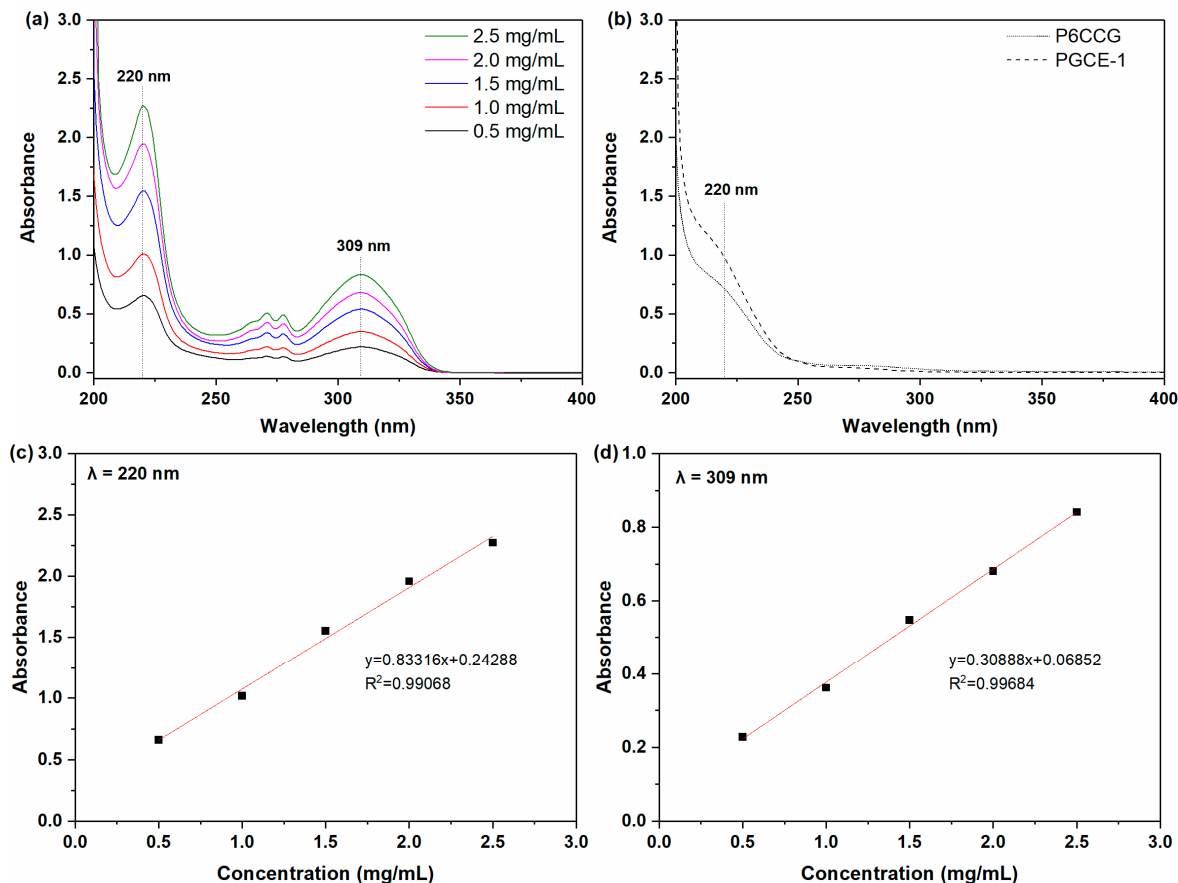 (a)
3.0
2.5
2.0
1.5
1.0
0.5
0.0
Absorbance
220 nm
309 nm
2.5 mg/mL
2.0 mg/mL
1.5 mg/mL
1.0 mg/mL
0.5 mg/mL
200 250 300 350 400
Wavelength (nm)
(b)
3.0
2.5
2.0
1.5
1.0
0.5
0.0
Absorbance
220 nm
P6CCG
PGCE-1
200 250 300 350 400
Wavelength (nm)
(c)
3.0
2.5
2.0
1.5
1.0
0.5
0.0
Absorbance
λ = 220 nm
y=0.83316x+0.24288
R²=0.99068
0.0 0.5 1.0 1.5 2.0 2.5 3.0
Concentration (mg/mL)
(d)
1.0
0.8
0.6
0.4
0.2
0.0
Absorbance
λ = 309 nm
y=0.30888x+0.06852
R²=0.99684
0.0 0.5 1.0 1.5 2.0 2.5 3.0
Concentration (mg/mL)